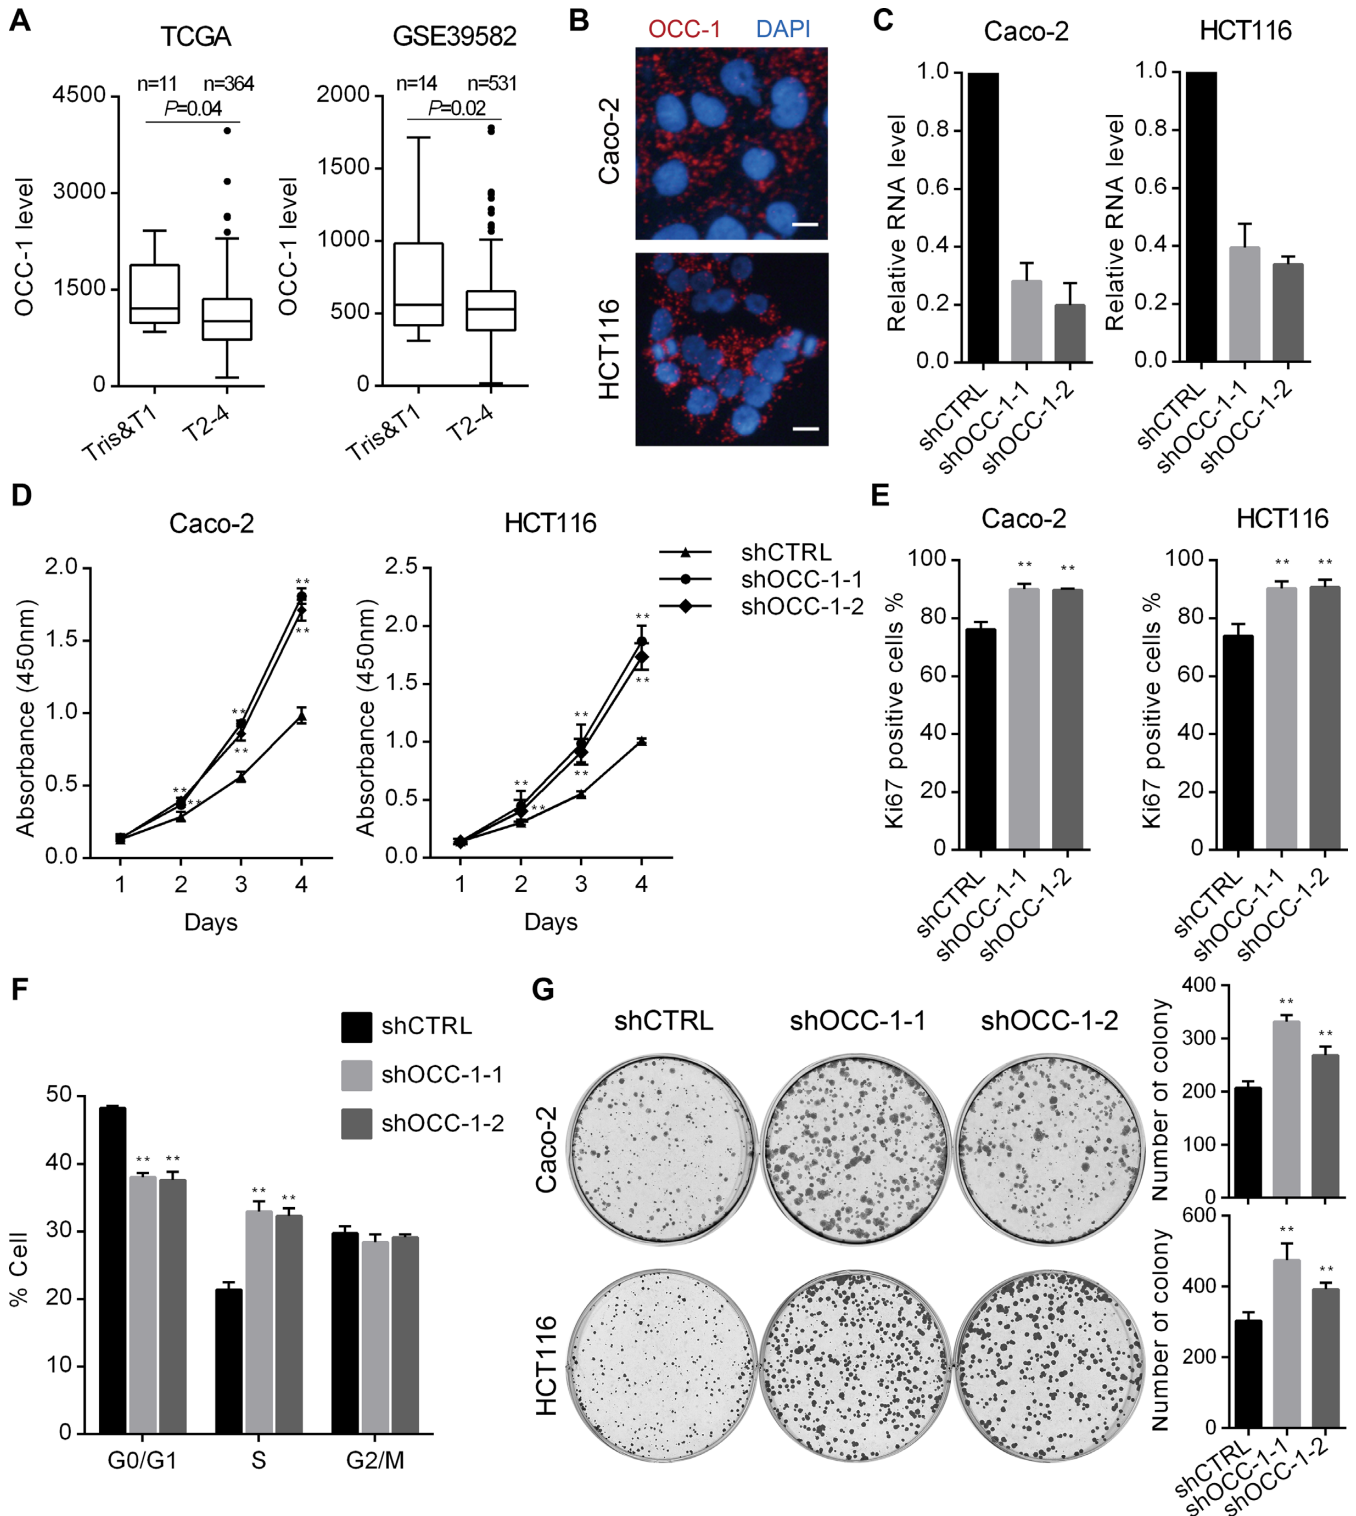 A
TCGA
GSE39582
n=11 n=364
P=0.04
n=14 n=531
P=0.02
OCC-1 level
4500
3000
1500
0
Tris&T1
T2-4
OCC-1 level
2000
1500
1000
500
0
Tris&T1
T2-4
B
OCC-1 DAPI
Caco-2
HCT116
C
Caco-2
HCT116
Relative RNA level
1.0
0.8
0.6
0.4
0.2
0.0
shCTRL
shOCC-1-1
shOCC-1-2
Relative RNA level
1.0
0.8
0.6
0.4
0.2
0.0
shCTRL
shOCC-1-1
shOCC-1-2
D
Caco-2
HCT116
shCTRL
shOCC-1-1
shOCC-1-2
Absorbance (450nm)
2.0
1.5
1.0
0.5
0.0
**
**
**
**
**
**
1 2 3 4
Days
Absorbance (450nm)
2.5
2.0
1.5
1.0
0.5
0.0
**
**
**
**
**
**
1 2 3 4
Days
E
Caco-2
HCT116
Ki67 positive cells %
100
80
60
40
20
0
** **
shCTRL
shOCC-1-1
shOCC-1-2
Ki67 positive cells %
100
80
60
40
20
0
** **
shCTRL
shOCC-1-1
shOCC-1-2
F
shCTRL
shOCC-1-1
shOCC-1-2
% Cell
50
40
30
20
10
0
** **
** **
G0/G1 S G2/M
G
shCTRL shOCC-1-1 shOCC-1-2
Caco-2
HCT116
Number of colony
400
300
200
100
0
**
**
Number of colony
600
400
200
0
**
**
shCTRL
shOCC-1-1
shOCC-1-2